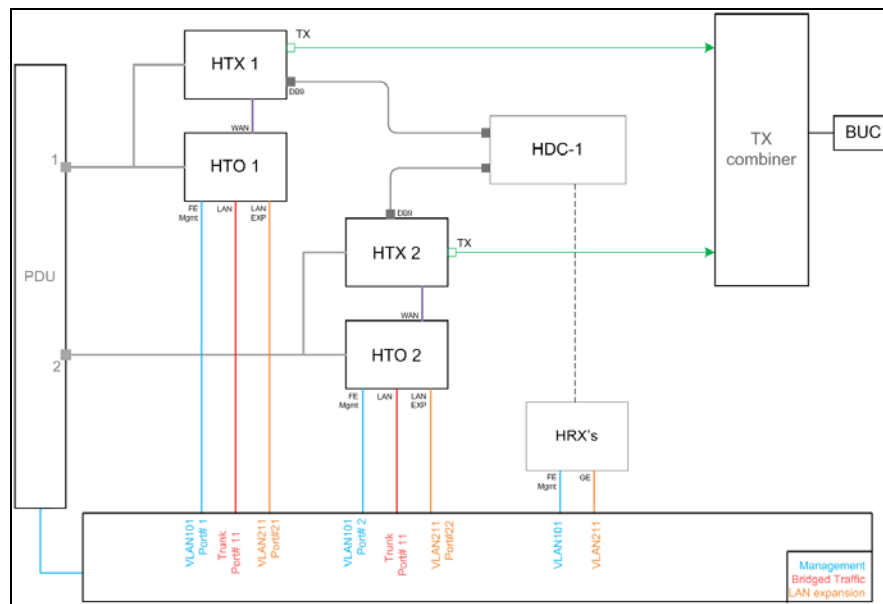 TX
HTX 1
DB9
WAN
HTO 1
FE
Mgmt
LAN
LAN
EXP
HDC-1
TX
combiner
BUC
1
PDU
2
DB9
HTX 2
TX
WAN
HTO 2
FE
Mgmt
LAN
LAN
EXP
HRX's
FE
Mgmt
GE
VLAN101
Port# 1
Trunk
Port# 11
VLAN211
Port#21
VLAN101
Port# 2
Trunk
Port# 11
VLAN211
Port#22
VLAN101
VLAN211
Management
Bridged Traffic
LAN expansion